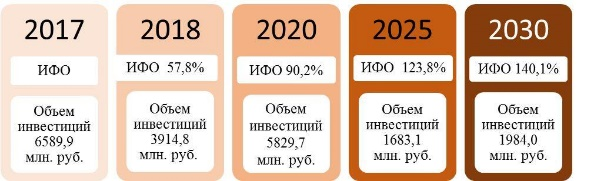 2017
ИФО
Объем
инвестиций
6589,9
млн. руб.
2018
ИФО 57,8%
Объем
инвестиций
3914,8
млн. руб.
2020
ИФО 90,2%
Объем
инвестиций
5829,7
млн. руб.
2025
ИФО 123,8%
Объем
инвестиций
1683,1
млн. руб.
2030
ИФО 140,1%
Объем
инвестиций
1984,0
млн. руб.